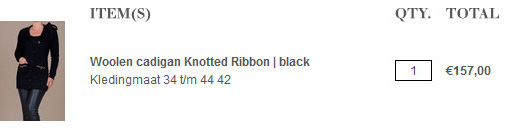 ITEM(S) QTY. TOTAL
Woolen cadigan Knotted Ribbon | black
Kledingmaat 34 t/m 44 42
1 €157,00